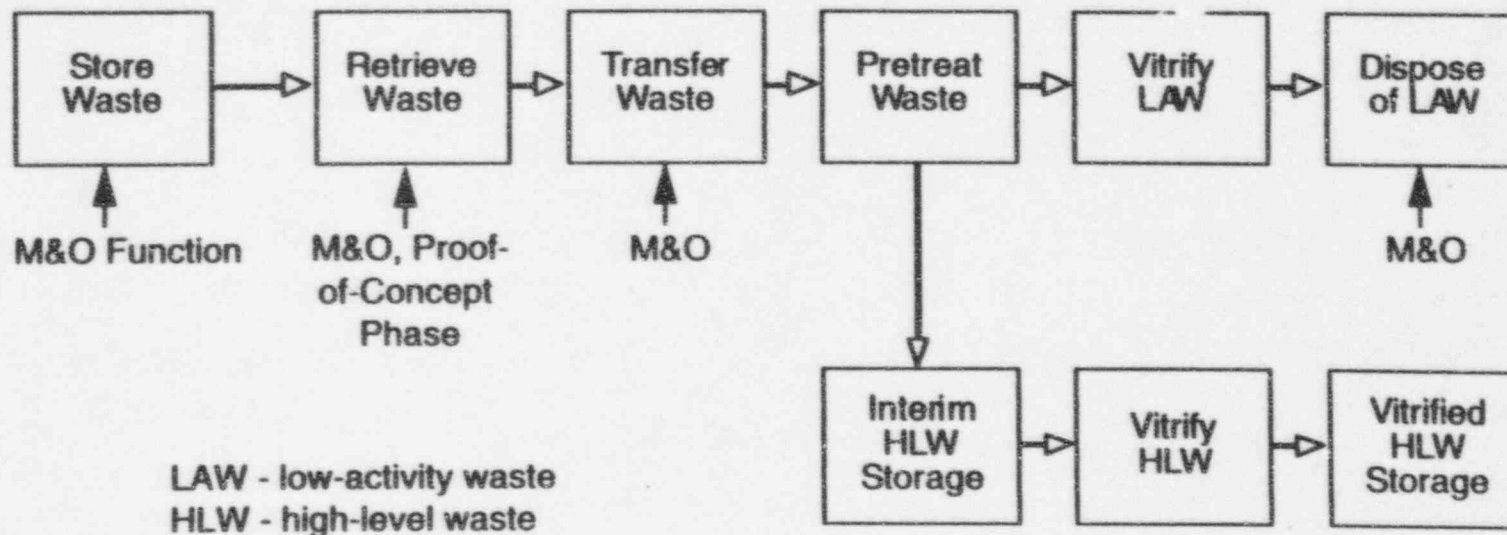 Store
Waste
Retrieve
Waste
Transfer
Waste
Pretreat
Waste
Vitrify
LAW
Dispose
of LAW
M&O Function
M&O, Proof-
of-Concept
Phase
M&O
M&O
Interim
HLW
Storage
Vitrify
HLW
Vitrified
HLW
Storage
LAW - low-activity waste
HLW - high-level waste